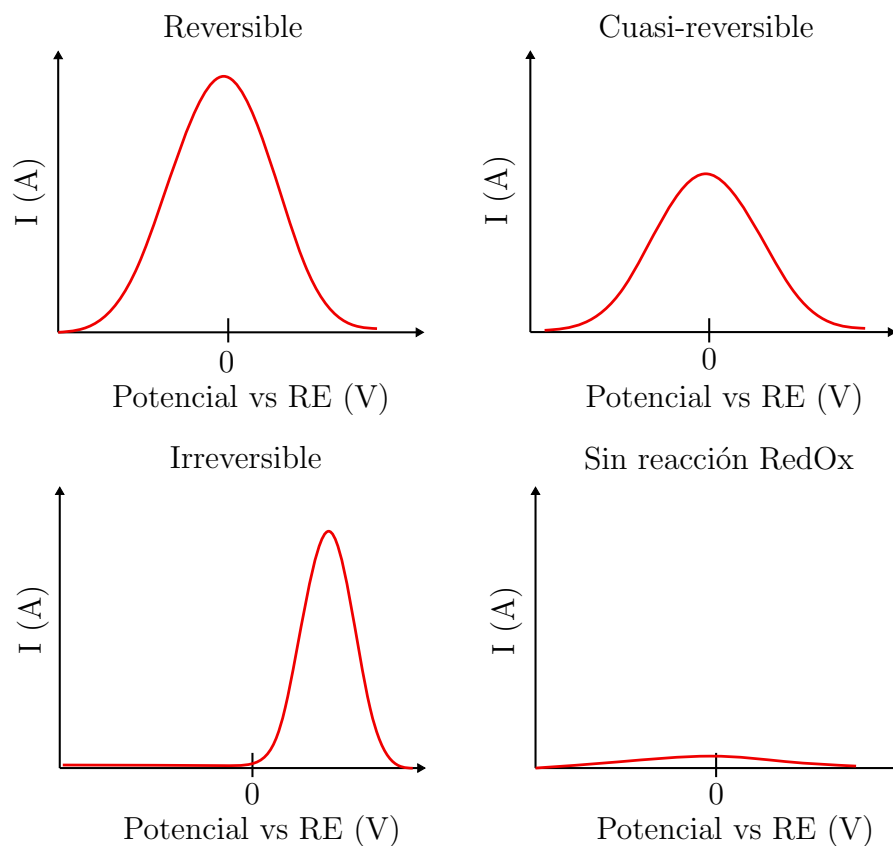 Reversible
I (A)
0
Potencial vs RE (V)
Cuasi-reversible
I (A)
0
Potencial vs RE (V)
Irreversible
I (A)
0
Potencial vs RE (V)
Sin reacción RedOx
I (A)
0
Potencial vs RE (V)